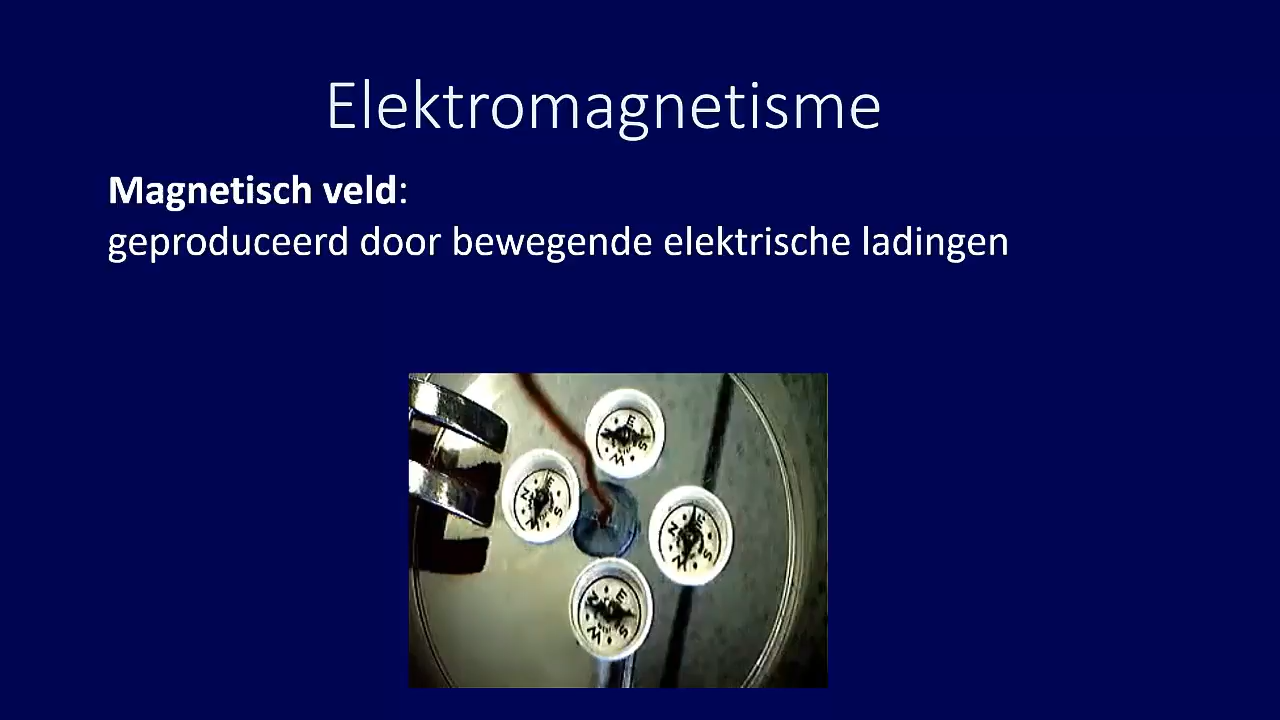 Elektromagnetisme
Magnetisch veld:
geproduceerd door bewegende elektrische ladingen
E
S
W
N
E
S
N
E
S
W
N
E
S
W